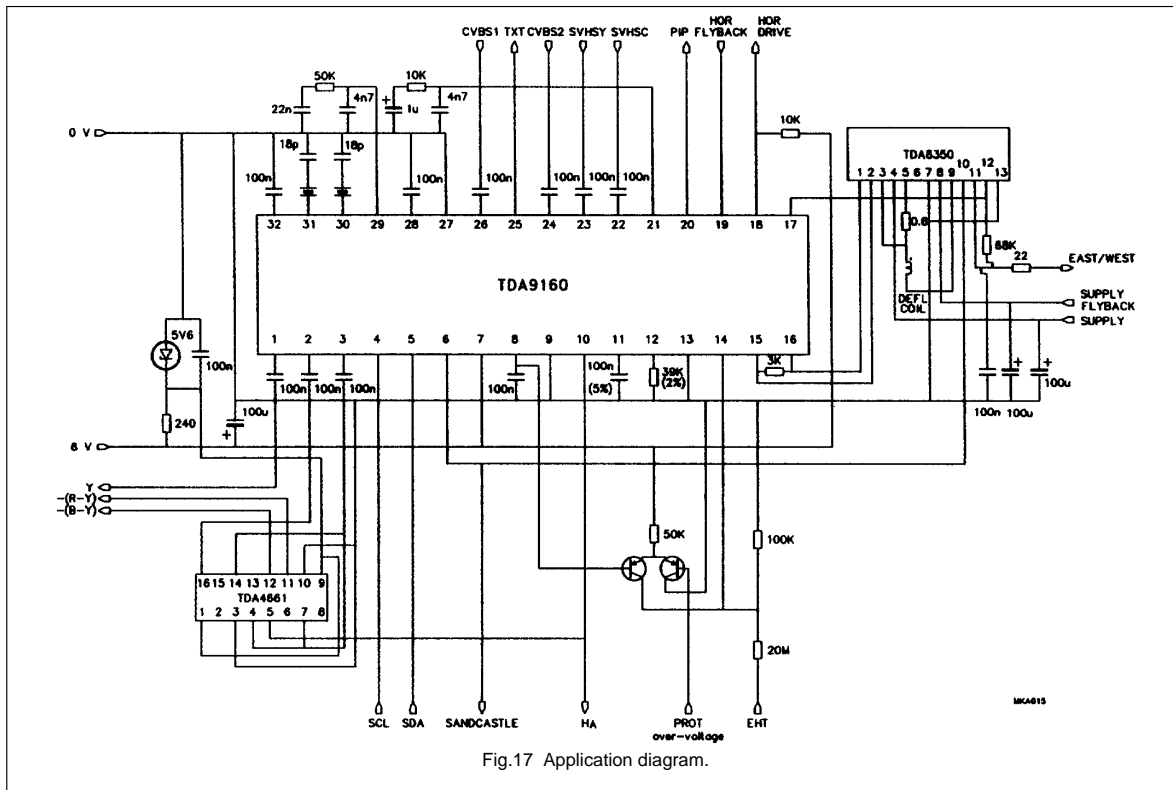 CVBS1 TXT CVBS2 SVHSY SVHSC PIP HOR FLYBACK HOR DRIVE
50K 10K
22n 4n7 1u 4n7
+
10K
0 V
18p 18p
TDA8350
100n 100n 100n 100n 100n 100n
1 2 3 4 5 6 7 8 9 10 11 12 13
32 31 30 29 28 27 26 25 24 23 22 21 20 19 18 17
0.6
68K
22 EAST/WEST
TDA9160
DEFL COIL
SUPPLY FLYBACK
SUPPLY
5V6
100n
1 2 3 4 5 6 7 8 9 10 11 12 13 14 15 16
3K
100n 100n 100n 100n 100n (5%) 39K (2%)
+ +
100n 100u 100u
240
100u
+
6 V
Y
-(R-Y)
-(B-Y)
50K 100K
16 15 14 13 12 11 10 9
TDA4661
1 2 3 4 5 6 7 8
20M
SCL SDA SANDCASTLE HA PROT over-voltage EHT
MKA615
Fig.17 Application diagram.